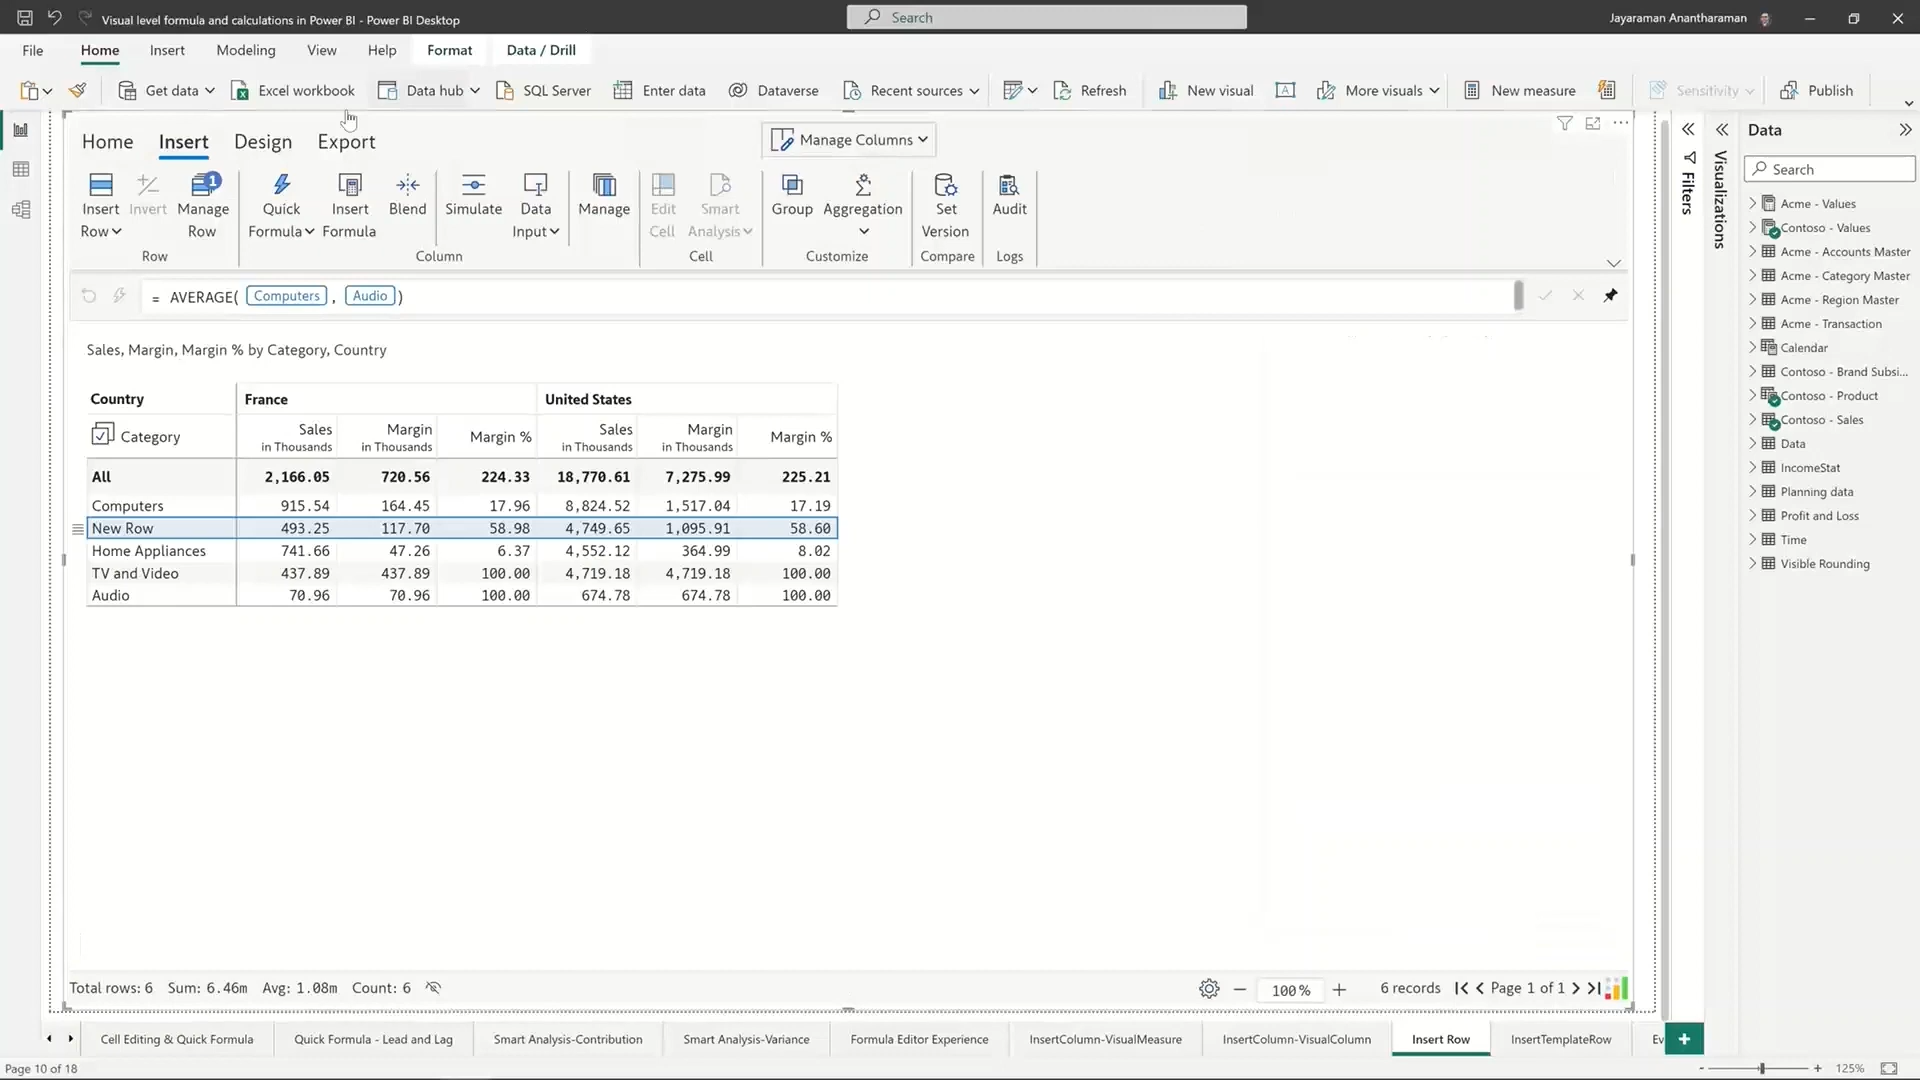 Visual level formula and calculations in Power BI - Power BI Desktop
Search
Jayaraman Anantharaman
File Home Insert Modeling View Help Format Data / Drill
Get data Excel workbook Data hub SQL Server Enter data Dataverse Recent sources Refresh New visual More visuals New measure Sensitivity Publish
Home Insert Design Export
Manage Columns
Insert Row
Invert
Manage Row
1
Row
Quick Formula
Insert Formula
Blend
Simulate
Data Input
Manage
Column
Edit Cell
Smart Analysis
Cell
Group
Aggregation
Customize
Set Version
Compare
Audit
Logs
= AVERAGE( Computers , Audio )
Sales, Margin, Margin % by Category, Country
Country France United States
Category Sales in Thousands Margin in Thousands Margin % Sales in Thousands Margin in Thousands Margin %
All 2,166.05 720.56 224.33 18,770.61 7,275.99 225.21
Computers 915.54 164.45 17.96 8,824.52 1,517.04 17.19
New Row 493.25 117.70 58.98 4,749.65 1,095.91 58.60
Home Appliances 741.66 47.26 6.37 4,552.12 364.99 8.02
TV and Video 437.89 437.89 100.00 4,719.18 4,719.18 100.00
Audio 70.96 70.96 100.00 674.78 674.78 100.00
Total rows: 6 Sum: 6.46m Avg: 1.08m Count: 6
100 %
6 records
Page 1 of 1
Filters
Visualizations
Data
Search
Acme - Values
Contoso - Values
Acme - Accounts Master
Acme - Category Master
Acme - Region Master
Acme - Transaction
Calendar
Contoso - Brand Subsi...
Contoso - Product
Contoso - Sales
Data
IncomeStat
Planning data
Profit and Loss
Time
Visible Rounding
Cell Editing & Quick Formula
Quick Formula - Lead and Lag
Smart Analysis-Contribution
Smart Analysis-Variance
Formula Editor Experience
InsertColumn-VisualMeasure
InsertColumn-VisualColumn
Insert Row
InsertTemplateRow
Page 10 of 18
125%